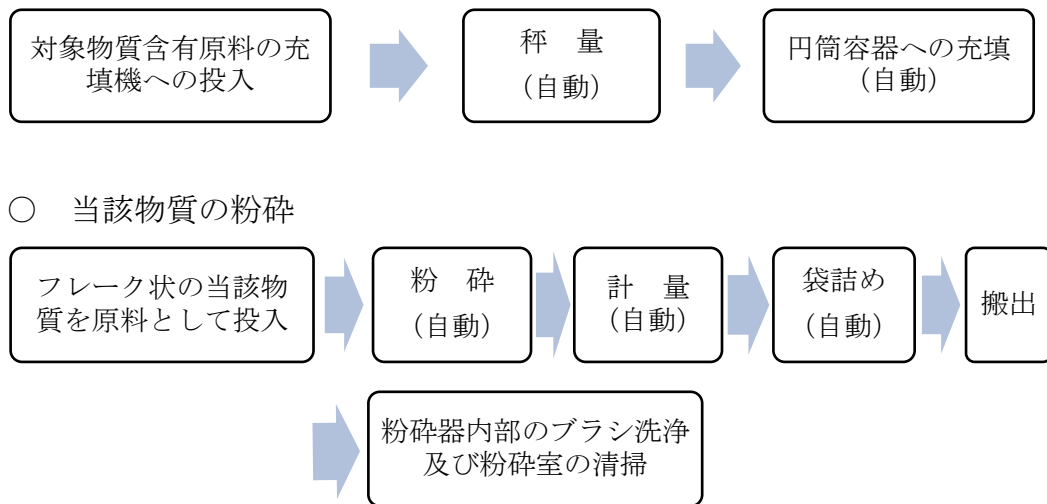 対象物質含有原料の充
填機への投入
秤　量
(自動)
円筒容器への充填
(自動)
○　当該物質の粉砕
フレーク状の当該物
質を原料として投入
粉　砕
(自動)
計　量
(自動)
袋詰め
(自動)
搬出
粉砕器内部のブラシ洗浄
及び粉砕室の清掃